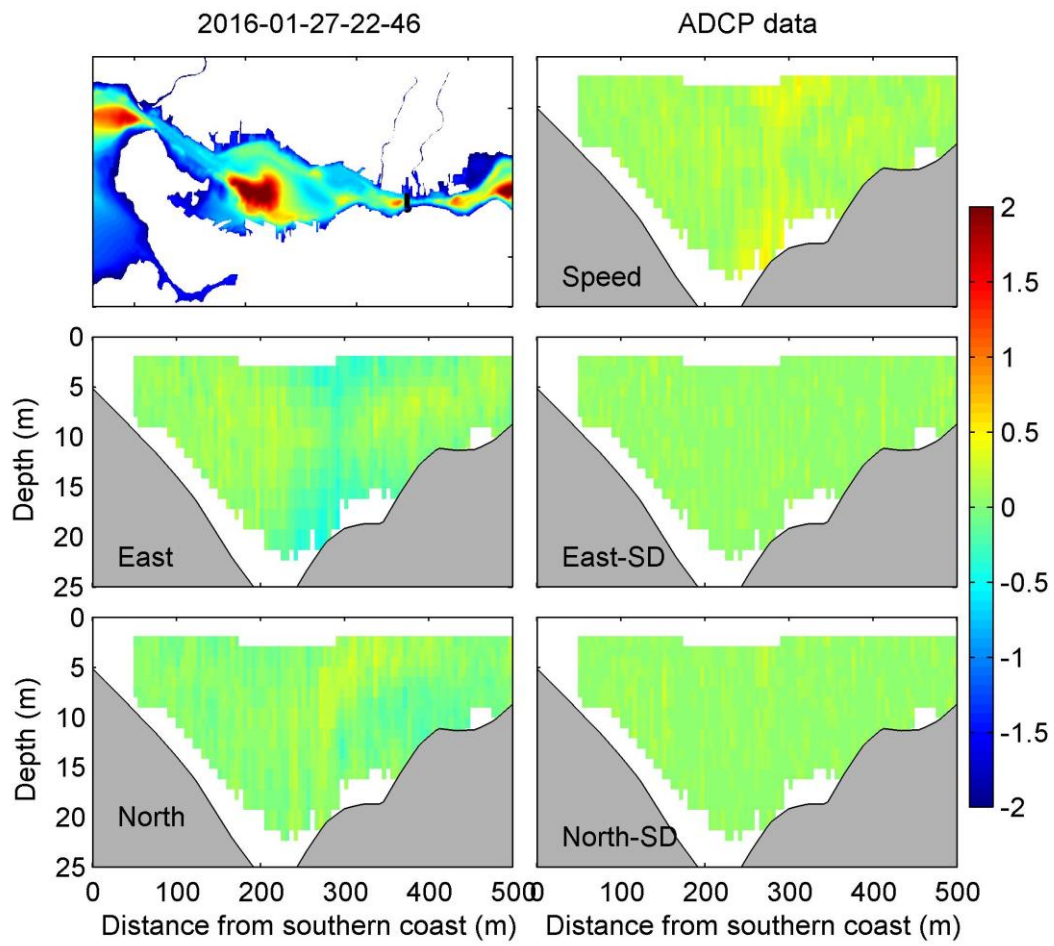 2016-01-27-22-46
ADCP data
Speed
0
5
10
15
20
25
Depth (m)
East
East-SD
0
5
10
15
20
25
Depth (m)
North
North-SD
0 100 200 300 400 500
0 100 200 300 400 500
Distance from southern coast (m)
Distance from southern coast (m)
2
1.5
1
0.5
0
-0.5
-1
-1.5
-2